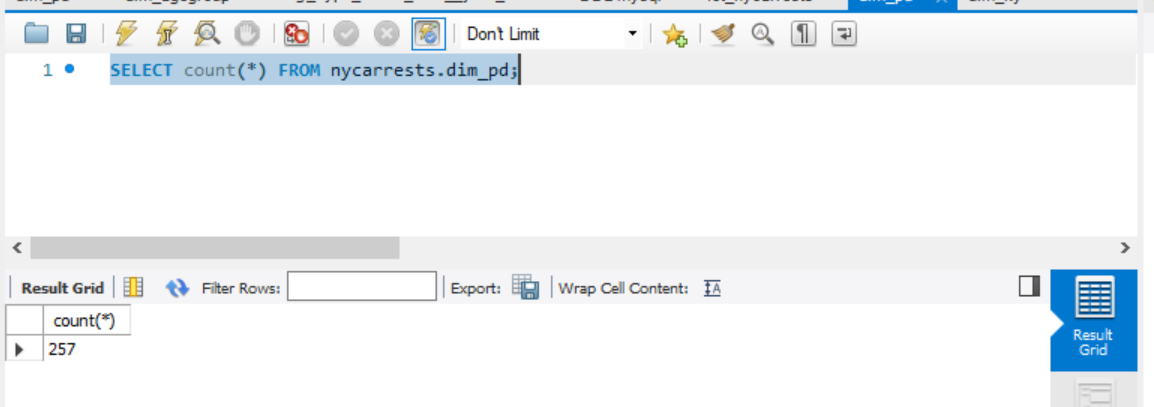 Don't Limit
1 SELECT count(*) FROM nycarrests.dim_pd;
Result Grid Filter Rows: Export: Wrap Cell Content:
count(*)
257
Result
Grid